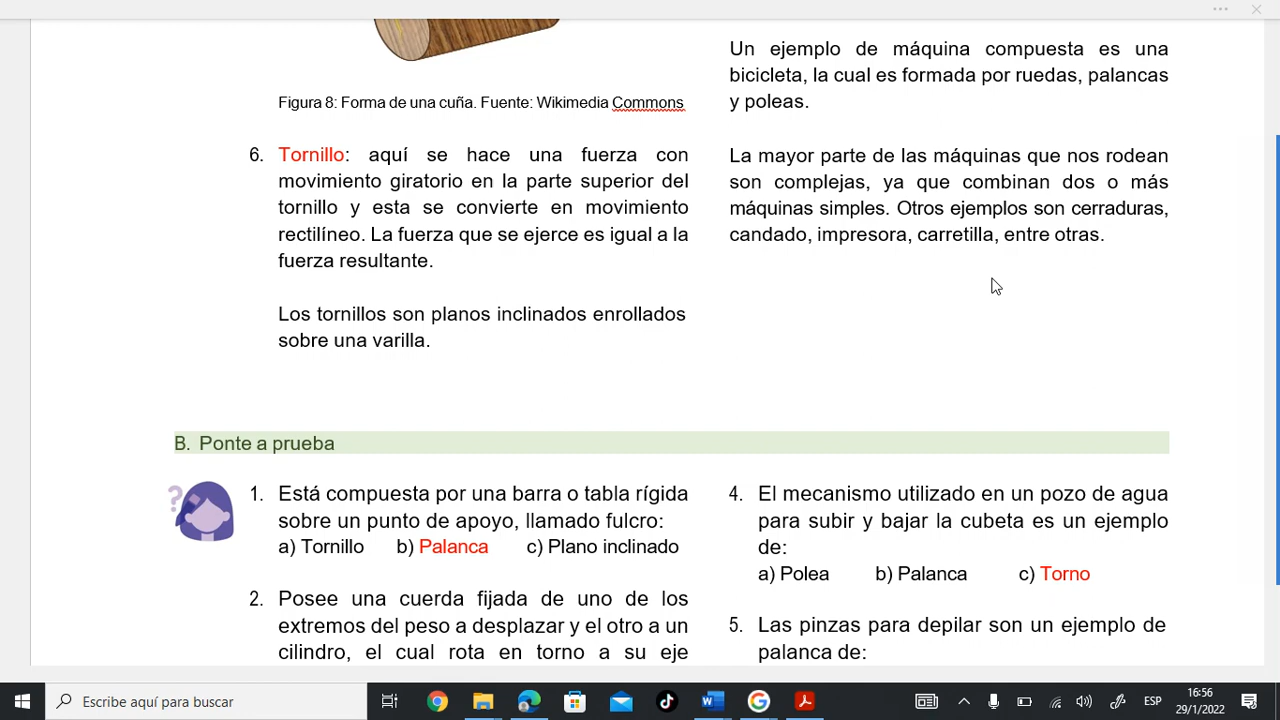 Figura 8: Forma de una cuña. Fuente: Wikimedia Commons
6. Tornillo: aquí se hace una fuerza con
movimiento giratorio en la parte superior del
tornillo y esta se convierte en movimiento
rectilíneo. La fuerza que se ejerce es igual a la
fuerza resultante.
Los tornillos son planos inclinados enrollados
sobre una varilla.
Un ejemplo de máquina compuesta es una
bicicleta, la cual es formada por ruedas, palancas
y poleas.
La mayor parte de las máquinas que nos rodean
son complejas, ya que combinan dos o más
máquinas simples. Otros ejemplos son cerraduras,
candado, impresora, carretilla, entre otras.
B. Ponte a prueba
?
1. Está compuesta por una barra o tabla rígida
sobre un punto de apoyo, llamado fulcro:
a) Tornillo b) Palanca c) Plano inclinado
2. Posee una cuerda fijada de uno de los
extremos del peso a desplazar y el otro a un
cilindro, el cual rota en torno a su eje
4. El mecanismo utilizado en un pozo de agua
para subir y bajar la cubeta es un ejemplo
de:
a) Polea b) Palanca c) Torno
5. Las pinzas para depilar son un ejemplo de
palanca de:
Escribe aquí para buscar
ESP
16:56
29/1/2022